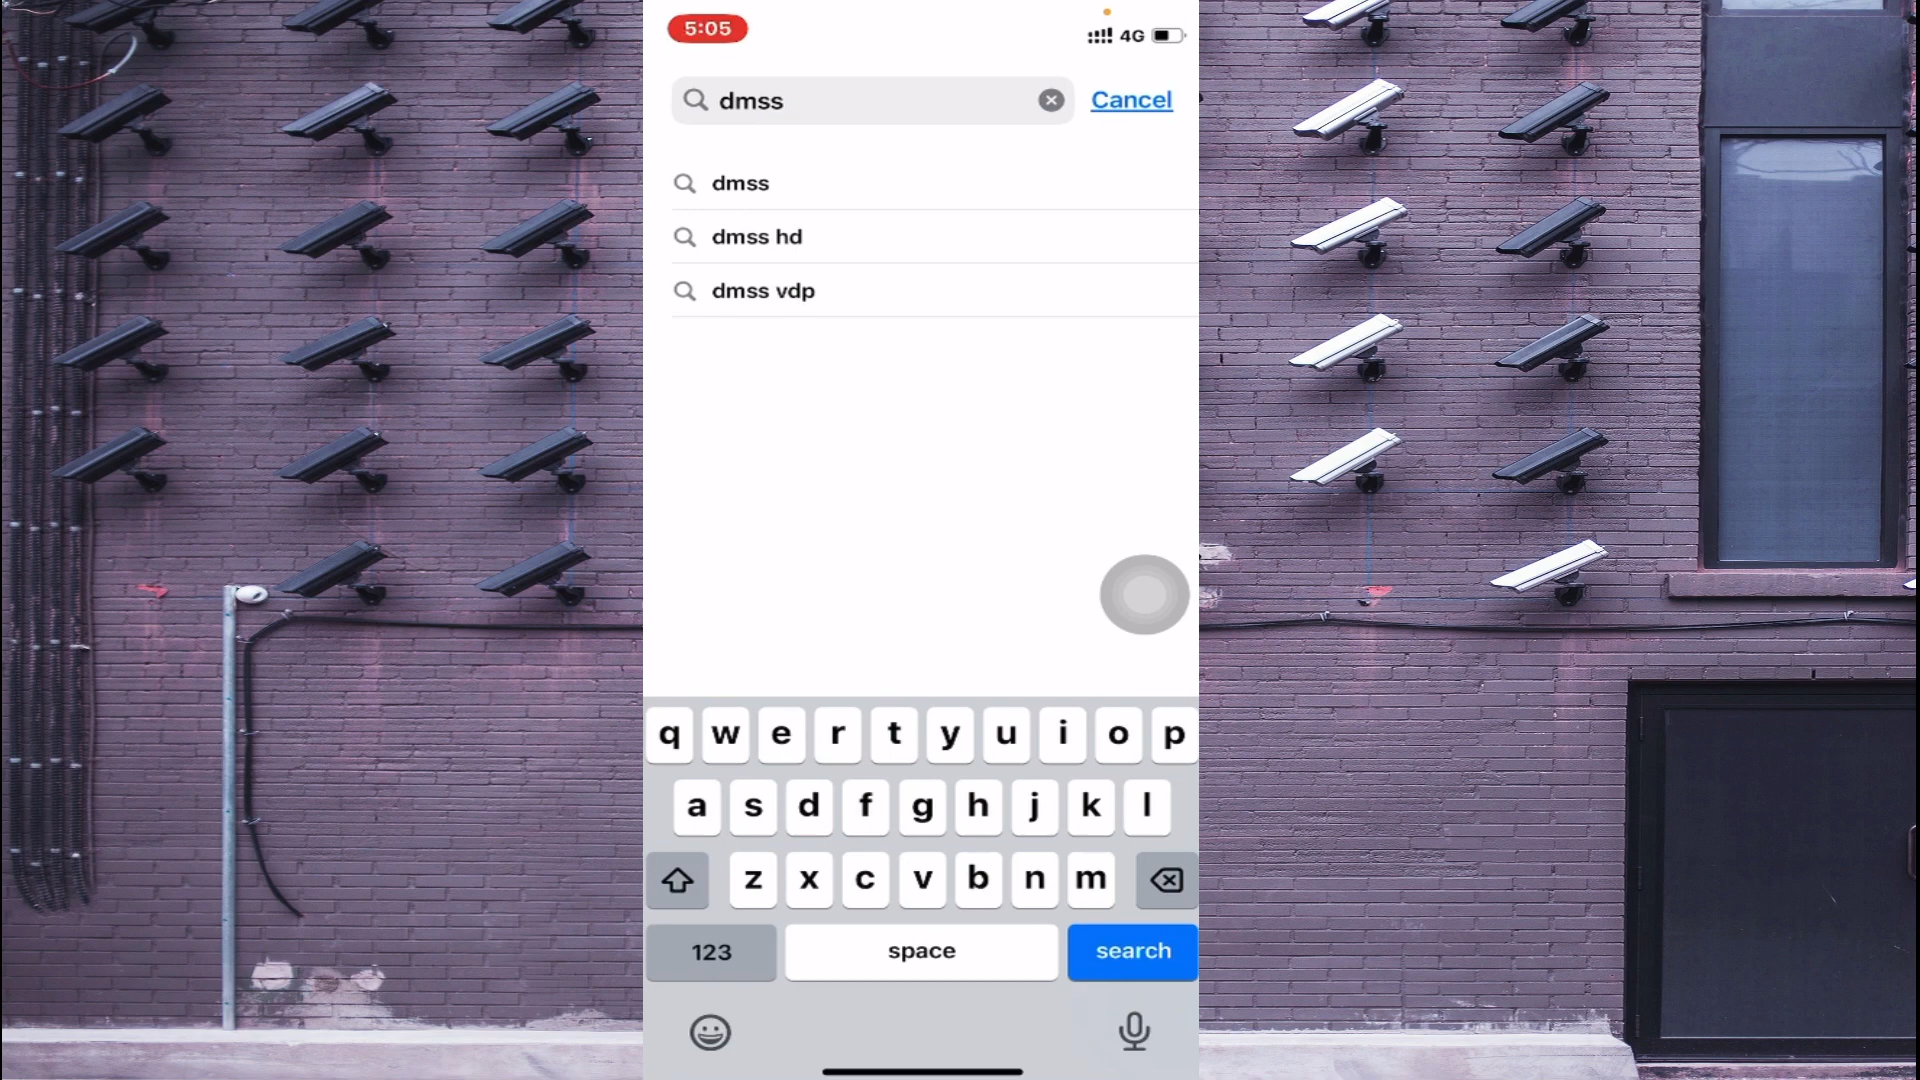 5:05
4G
dmss
Cancel
dmss
dmss hd
dmss vdp
q w e r t y u i o p
a s d f g h j k l
z x c v b n m
123 space search